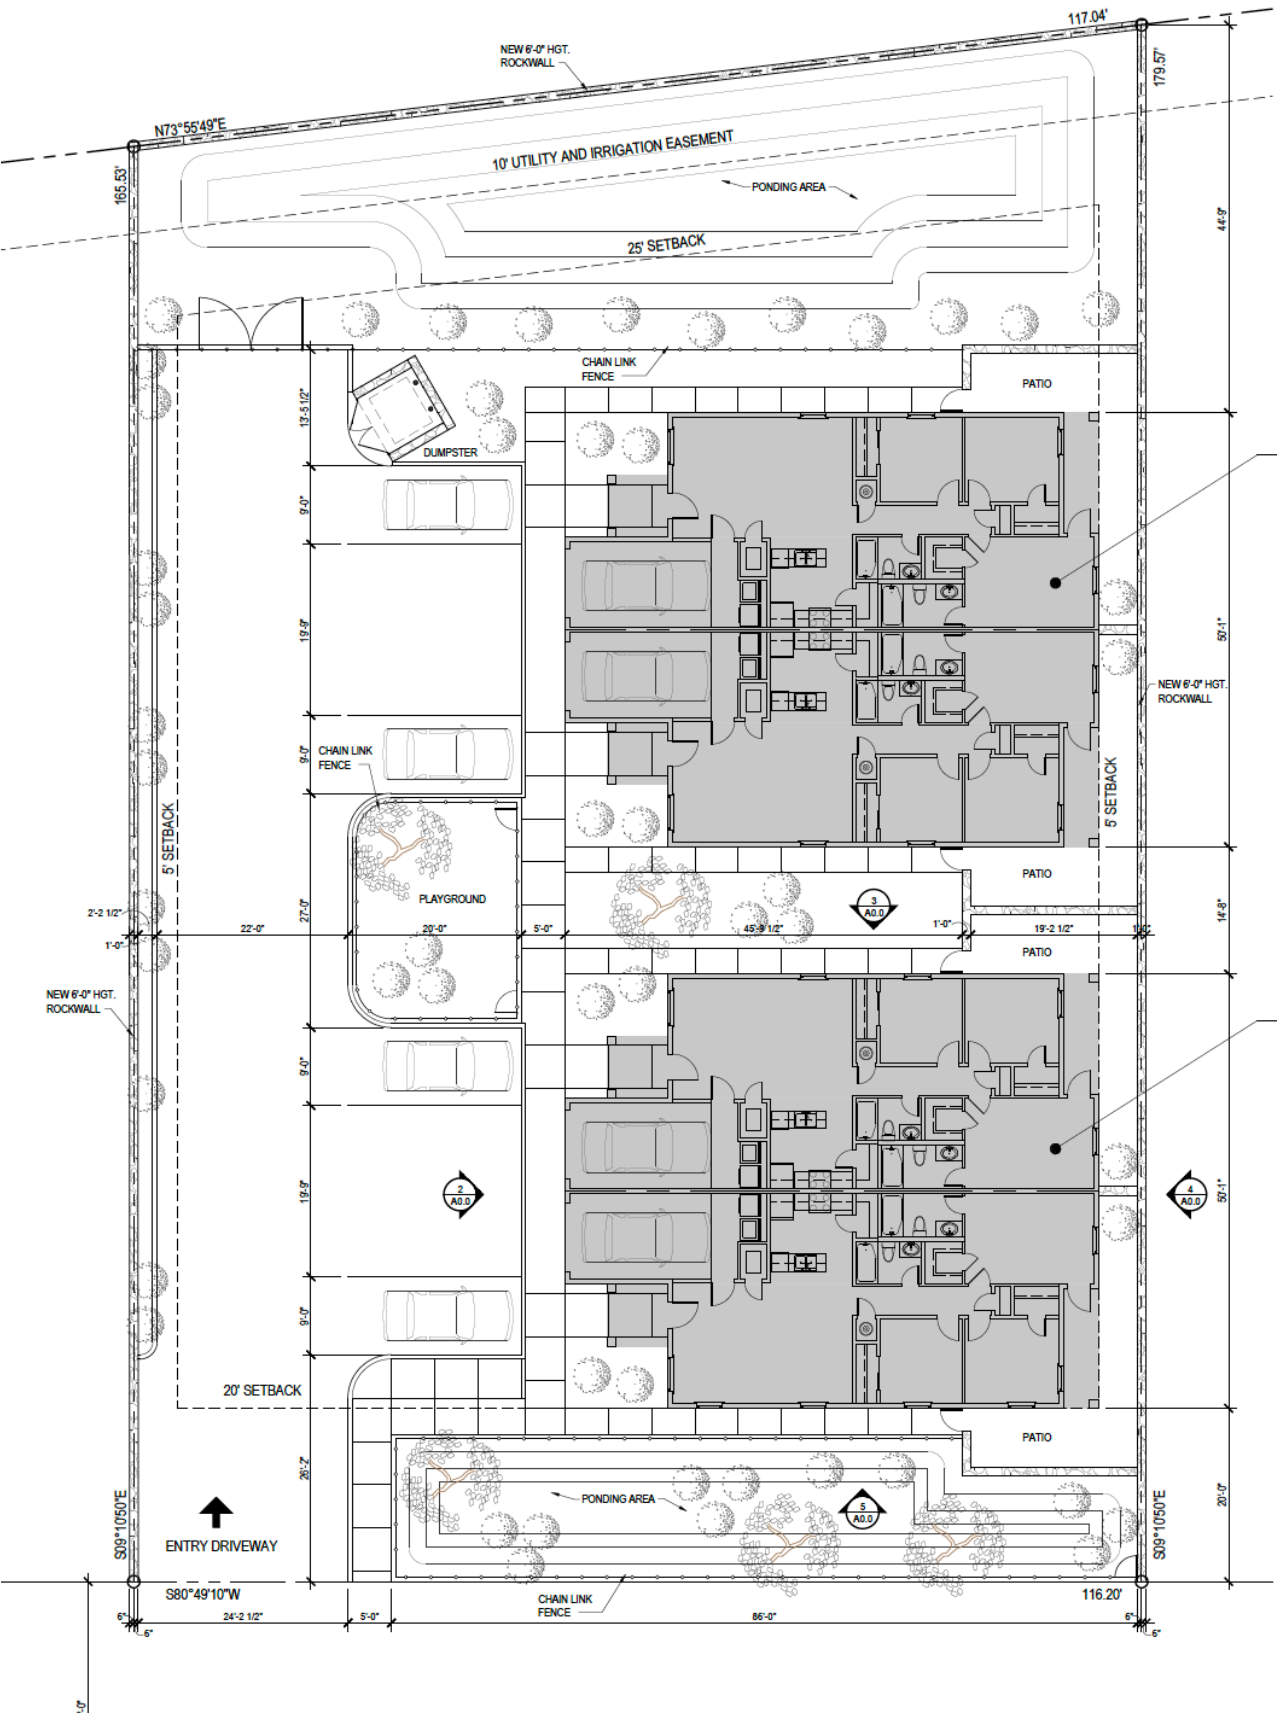 117.04'
NEW 6'-0" HGT.
ROCKWALL
179.57'
N73°55'49"E
10' UTILITY AND IRRIGATION EASEMENT
165.53'
PONDING AREA
44'-9"
25' SETBACK
CHAIN LINK
FENCE
PATIO
13'-5 1/2"
DUMPSTER
9'-0"
19'-9"
50'-1"
NEW 6'-0" HGT.
ROCKWALL
9'-0"
CHAIN LINK
FENCE
5' SETBACK
5' SETBACK
PATIO
PLAYGROUND
3
A0.0
27'-0"
14'-8"
2'-2 1/2"
1'-0"
22'-0"
20'-0"
5'-0"
45'-9 1/2"
1'-0"
19'-2 1/2"
1'-0"
PATIO
NEW 6'-0" HGT.
ROCKWALL
9'-0"
19'-9"
2
A0.0
4
A0.0
50'-1"
9'-0"
20' SETBACK
PATIO
26'-2"
PONDING AREA
5
A0.0
20'-0"
S09°10'50"E
S09°10'50"E
ENTRY DRIVEWAY
S80°49'10"W
CHAIN LINK
FENCE
116.20'
6"
6"
24'-2 1/2"
5'-0"
86'-0"
6"
6"